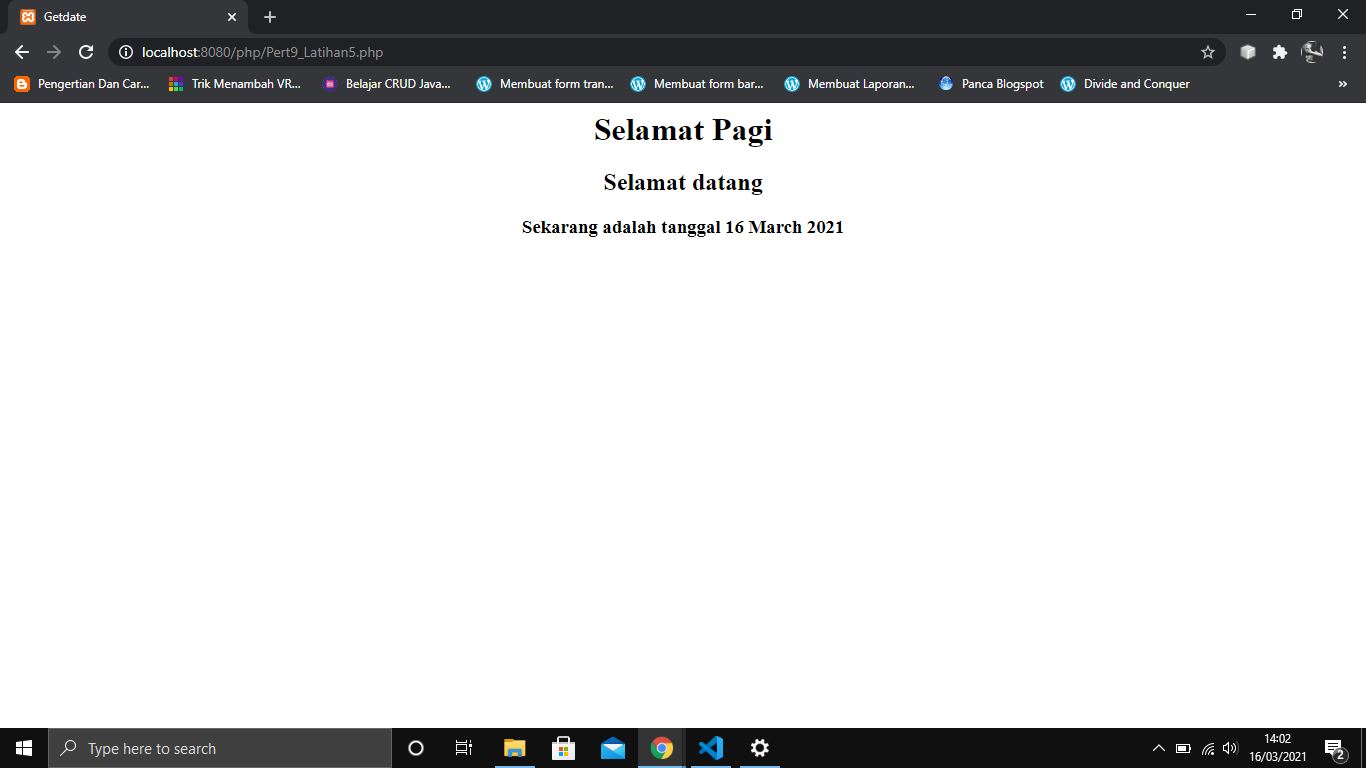 Getdate
localhost:8080/php/Pert9_Latihan5.php
Pengertian Dan Car... Trik Menambah VR... Belajar CRUD Java... Membuat form tran... Membuat form bar... Membuat Laporan... Panca Blogspot Divide and Conquer »
Selamat Pagi
Selamat datang
Sekarang adalah tanggal 16 March 2021
Type here to search
14:02
16/03/2021
2